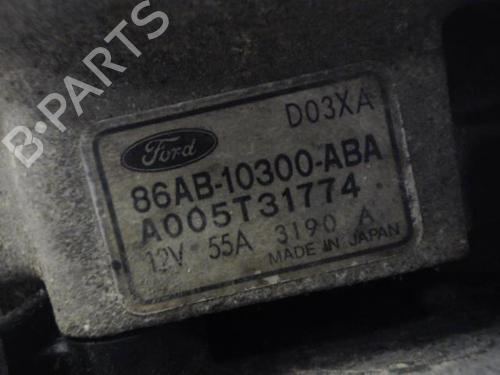 B-PARTS
D03XA
Ford
86AB-10300-ABA
A005T31774
12V 55A 3190 A
MADE IN JAPAN